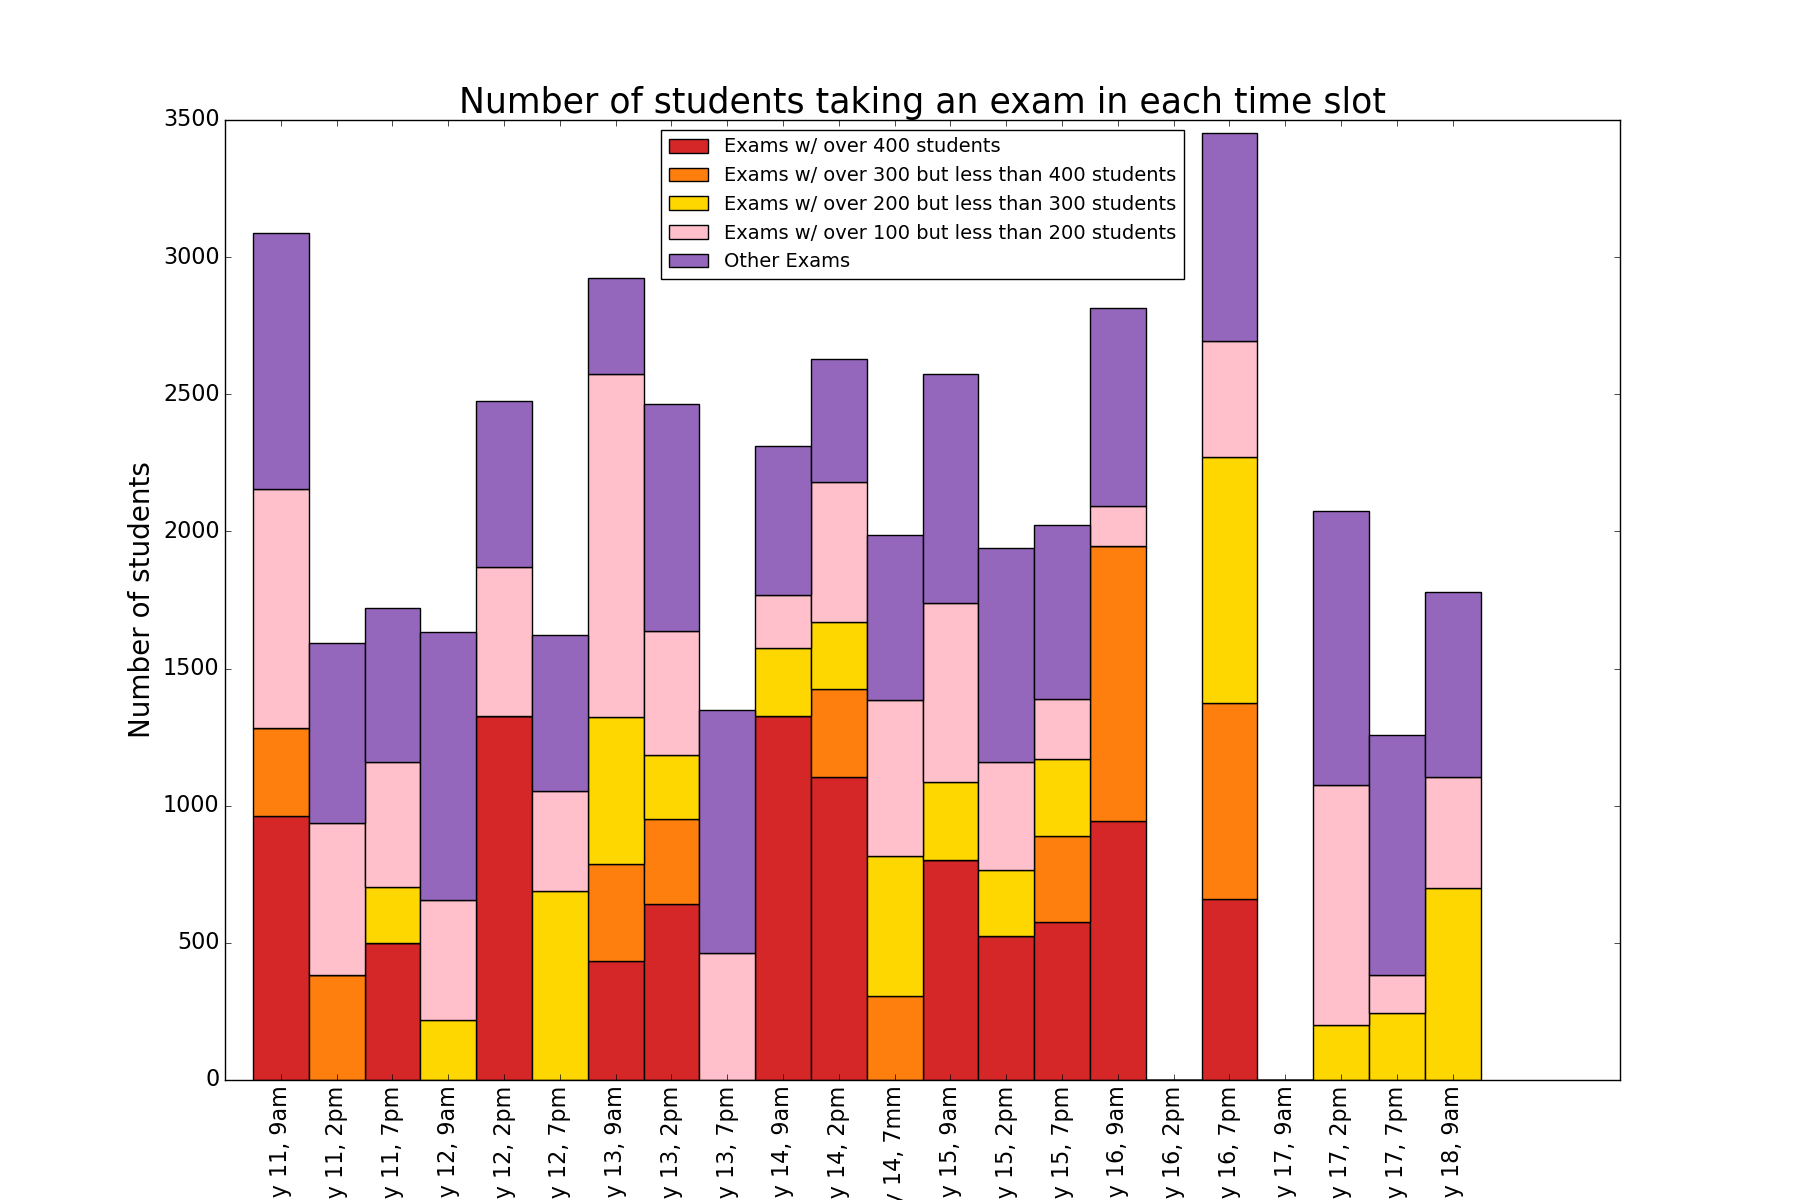 Number of students taking an exam in each time slot
Exams w/ over 400 students
Exams w/ over 300 but less than 400 students
Exams w/ over 200 but less than 300 students
Exams w/ over 100 but less than 200 students
Other Exams
Number of students
3500
3000
2500
2000
1500
1000
500
0
y 11, 9am
y 11, 2pm
y 11, 7pm
y 12, 9am
y 12, 2pm
y 12, 7pm
y 13, 9am
y 13, 2pm
y 13, 7pm
y 14, 9am
y 14, 2pm
y 14, 7mm
y 15, 9am
y 15, 2pm
y 15, 7pm
y 16, 9am
y 16, 2pm
y 16, 7pm
y 17, 9am
y 17, 2pm
y 17, 7pm
y 18, 9am